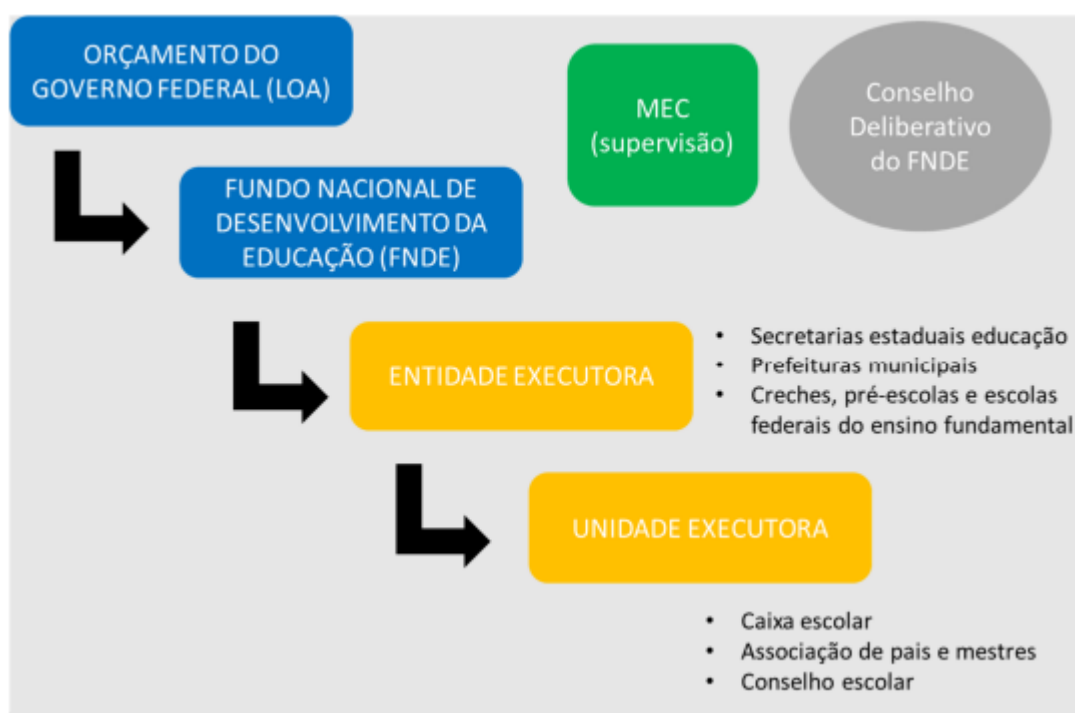 ORÇAMENTO DO
GOVERNO FEDERAL (LOA)
MEC
(supervisão)
Conselho
Deliberativo
do FNDE
FUNDO NACIONAL DE
DESENVOLVIMENTO DA
EDUCAÇÃO (FNDE)
ENTIDADE EXECUTORA
• Secretarias estaduais educação
• Prefeituras municipais
• Creches, pré-escolas e escolas
federais do ensino fundamental
UNIDADE EXECUTORA
• Caixa escolar
• Associação de pais e mestres
• Conselho escolar